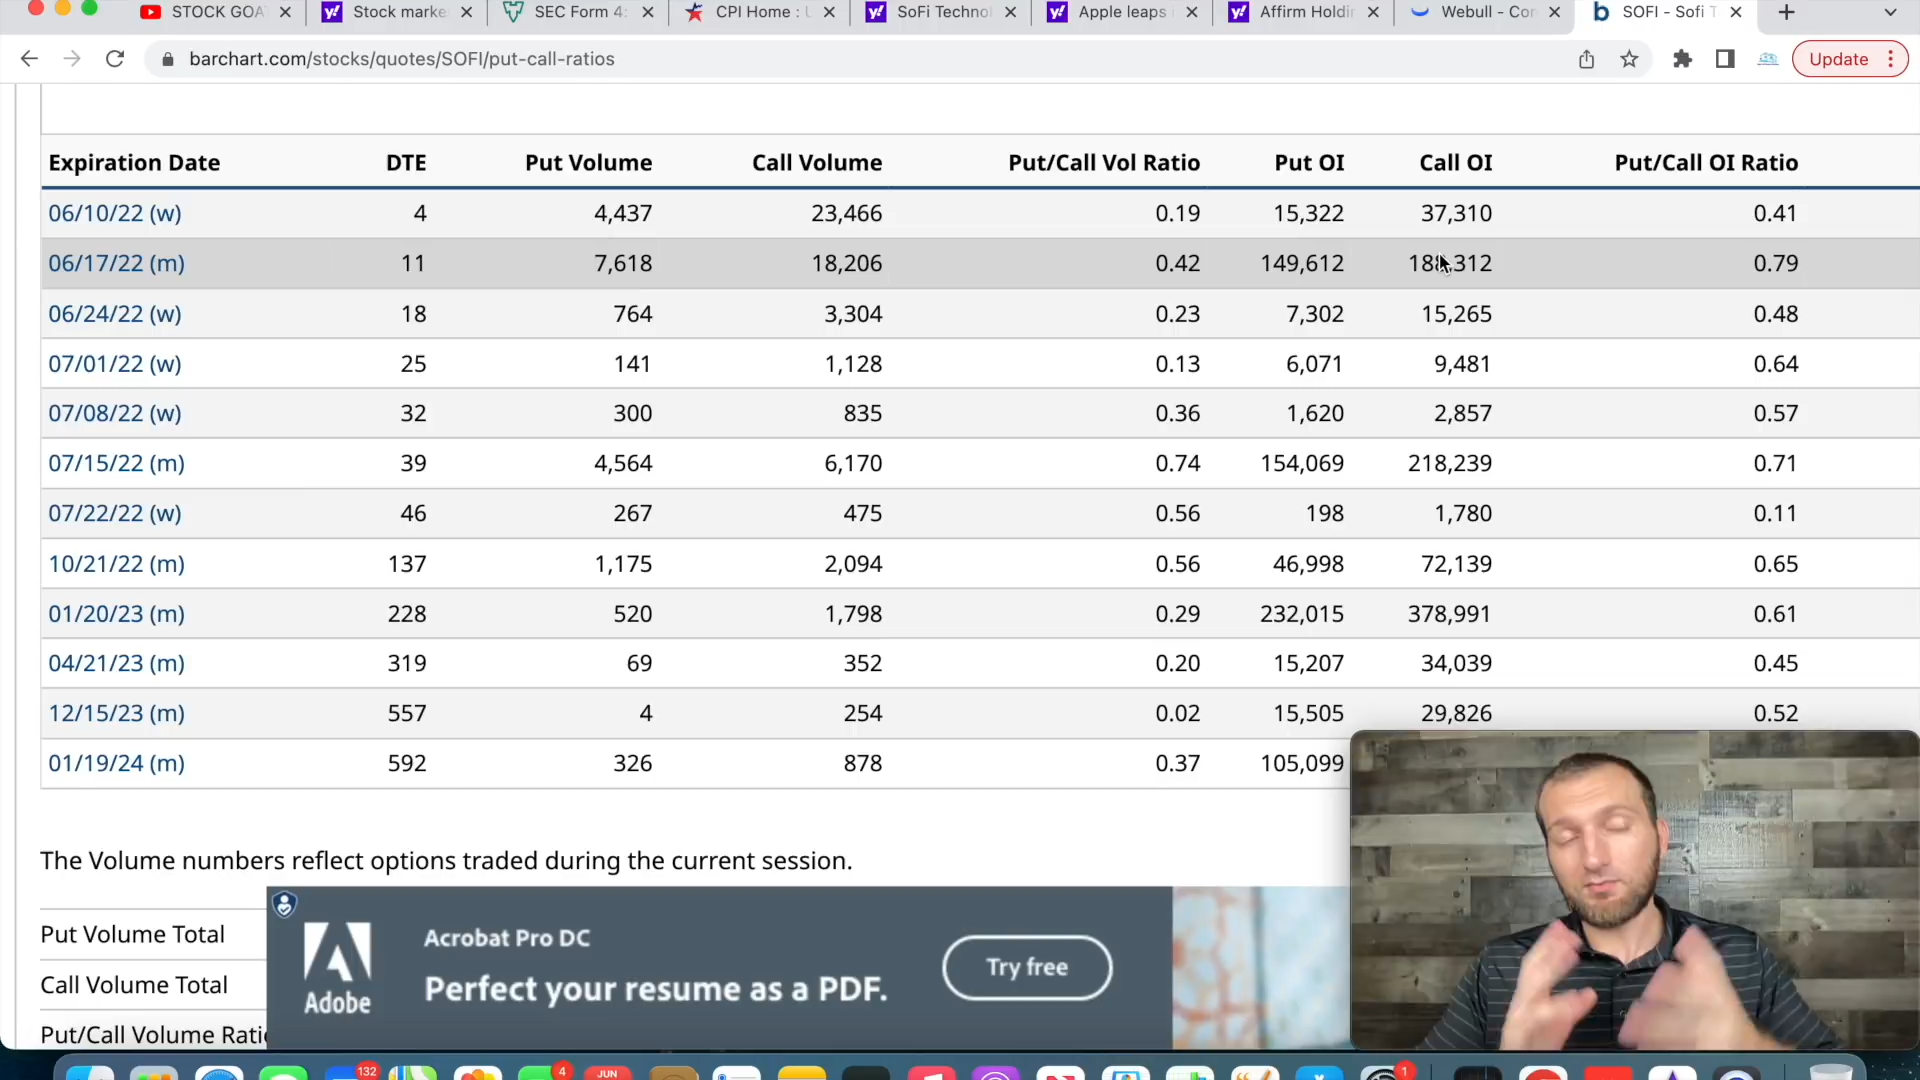 STOCK GOA
Stock marke
SEC Form 4:
CPI Home : U
SoFi Technol
Apple leaps
Affirm Holdi
Webull - Con
SOFI - Sofi T
barchart.com/stocks/quotes/SOFI/put-call-ratios
Update
Expiration Date DTE Put Volume Call Volume Put/Call Vol Ratio Put OI Call OI Put/Call OI Ratio
06/10/22 (w) 4 4,437 23,466 0.19 15,322 37,310 0.41
06/17/22 (m) 11 7,618 18,206 0.42 149,612 0.79
06/24/22 (w) 18 764 3,304 0.23 7,302 15,265 0.48
07/01/22 (w) 25 141 1,128 0.13 6,071 9,481 0.64
07/08/22 (w) 32 300 835 0.36 1,620 2,857 0.57
07/15/22 (m) 39 4,564 6,170 0.74 154,069 218,239 0.71
07/22/22 (w) 46 267 475 0.56 198 1,780 0.11
10/21/22 (m) 137 1,175 2,094 0.56 46,998 72,139 0.65
01/20/23 (m) 228 520 1,798 0.29 232,015 378,991 0.61
04/21/23 (m) 319 69 352 0.20 15,207 34,039 0.45
12/15/23 (m) 557 4 254 0.02 15,505 29,826 0.52
01/19/24 (m) 592 326 878 0.37 105,099
The Volume numbers reflect options traded during the current session.
Put Volume Total
Call Volume Total
Put/Call Volume Ratio
Acrobat Pro DC
Perfect your resume as a PDF.
Adobe
Try free
132
4
JUN
1